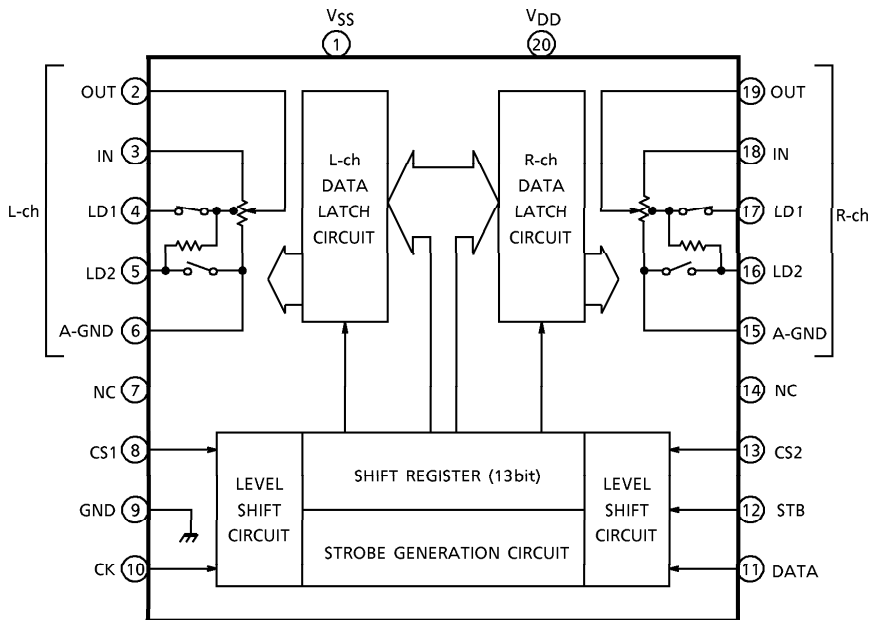 VSS
VDD
1
20
OUT 2
19 OUT
IN 3
18 IN
L-ch
DATA
LATCH
CIRCUIT
R-ch
DATA
LATCH
CIRCUIT
L-ch
R-ch
LD1 4
17 LD1
LD2 5
16 LD2
A-GND 6
15 A-GND
NC 7
14 NC
CS1 8
13 CS2
LEVEL
SHIFT
CIRCUIT
SHIFT REGISTER (13bit)
LEVEL
SHIFT
CIRCUIT
GND 9
12 STB
STROBE GENERATION CIRCUIT
CK 10
11 DATA